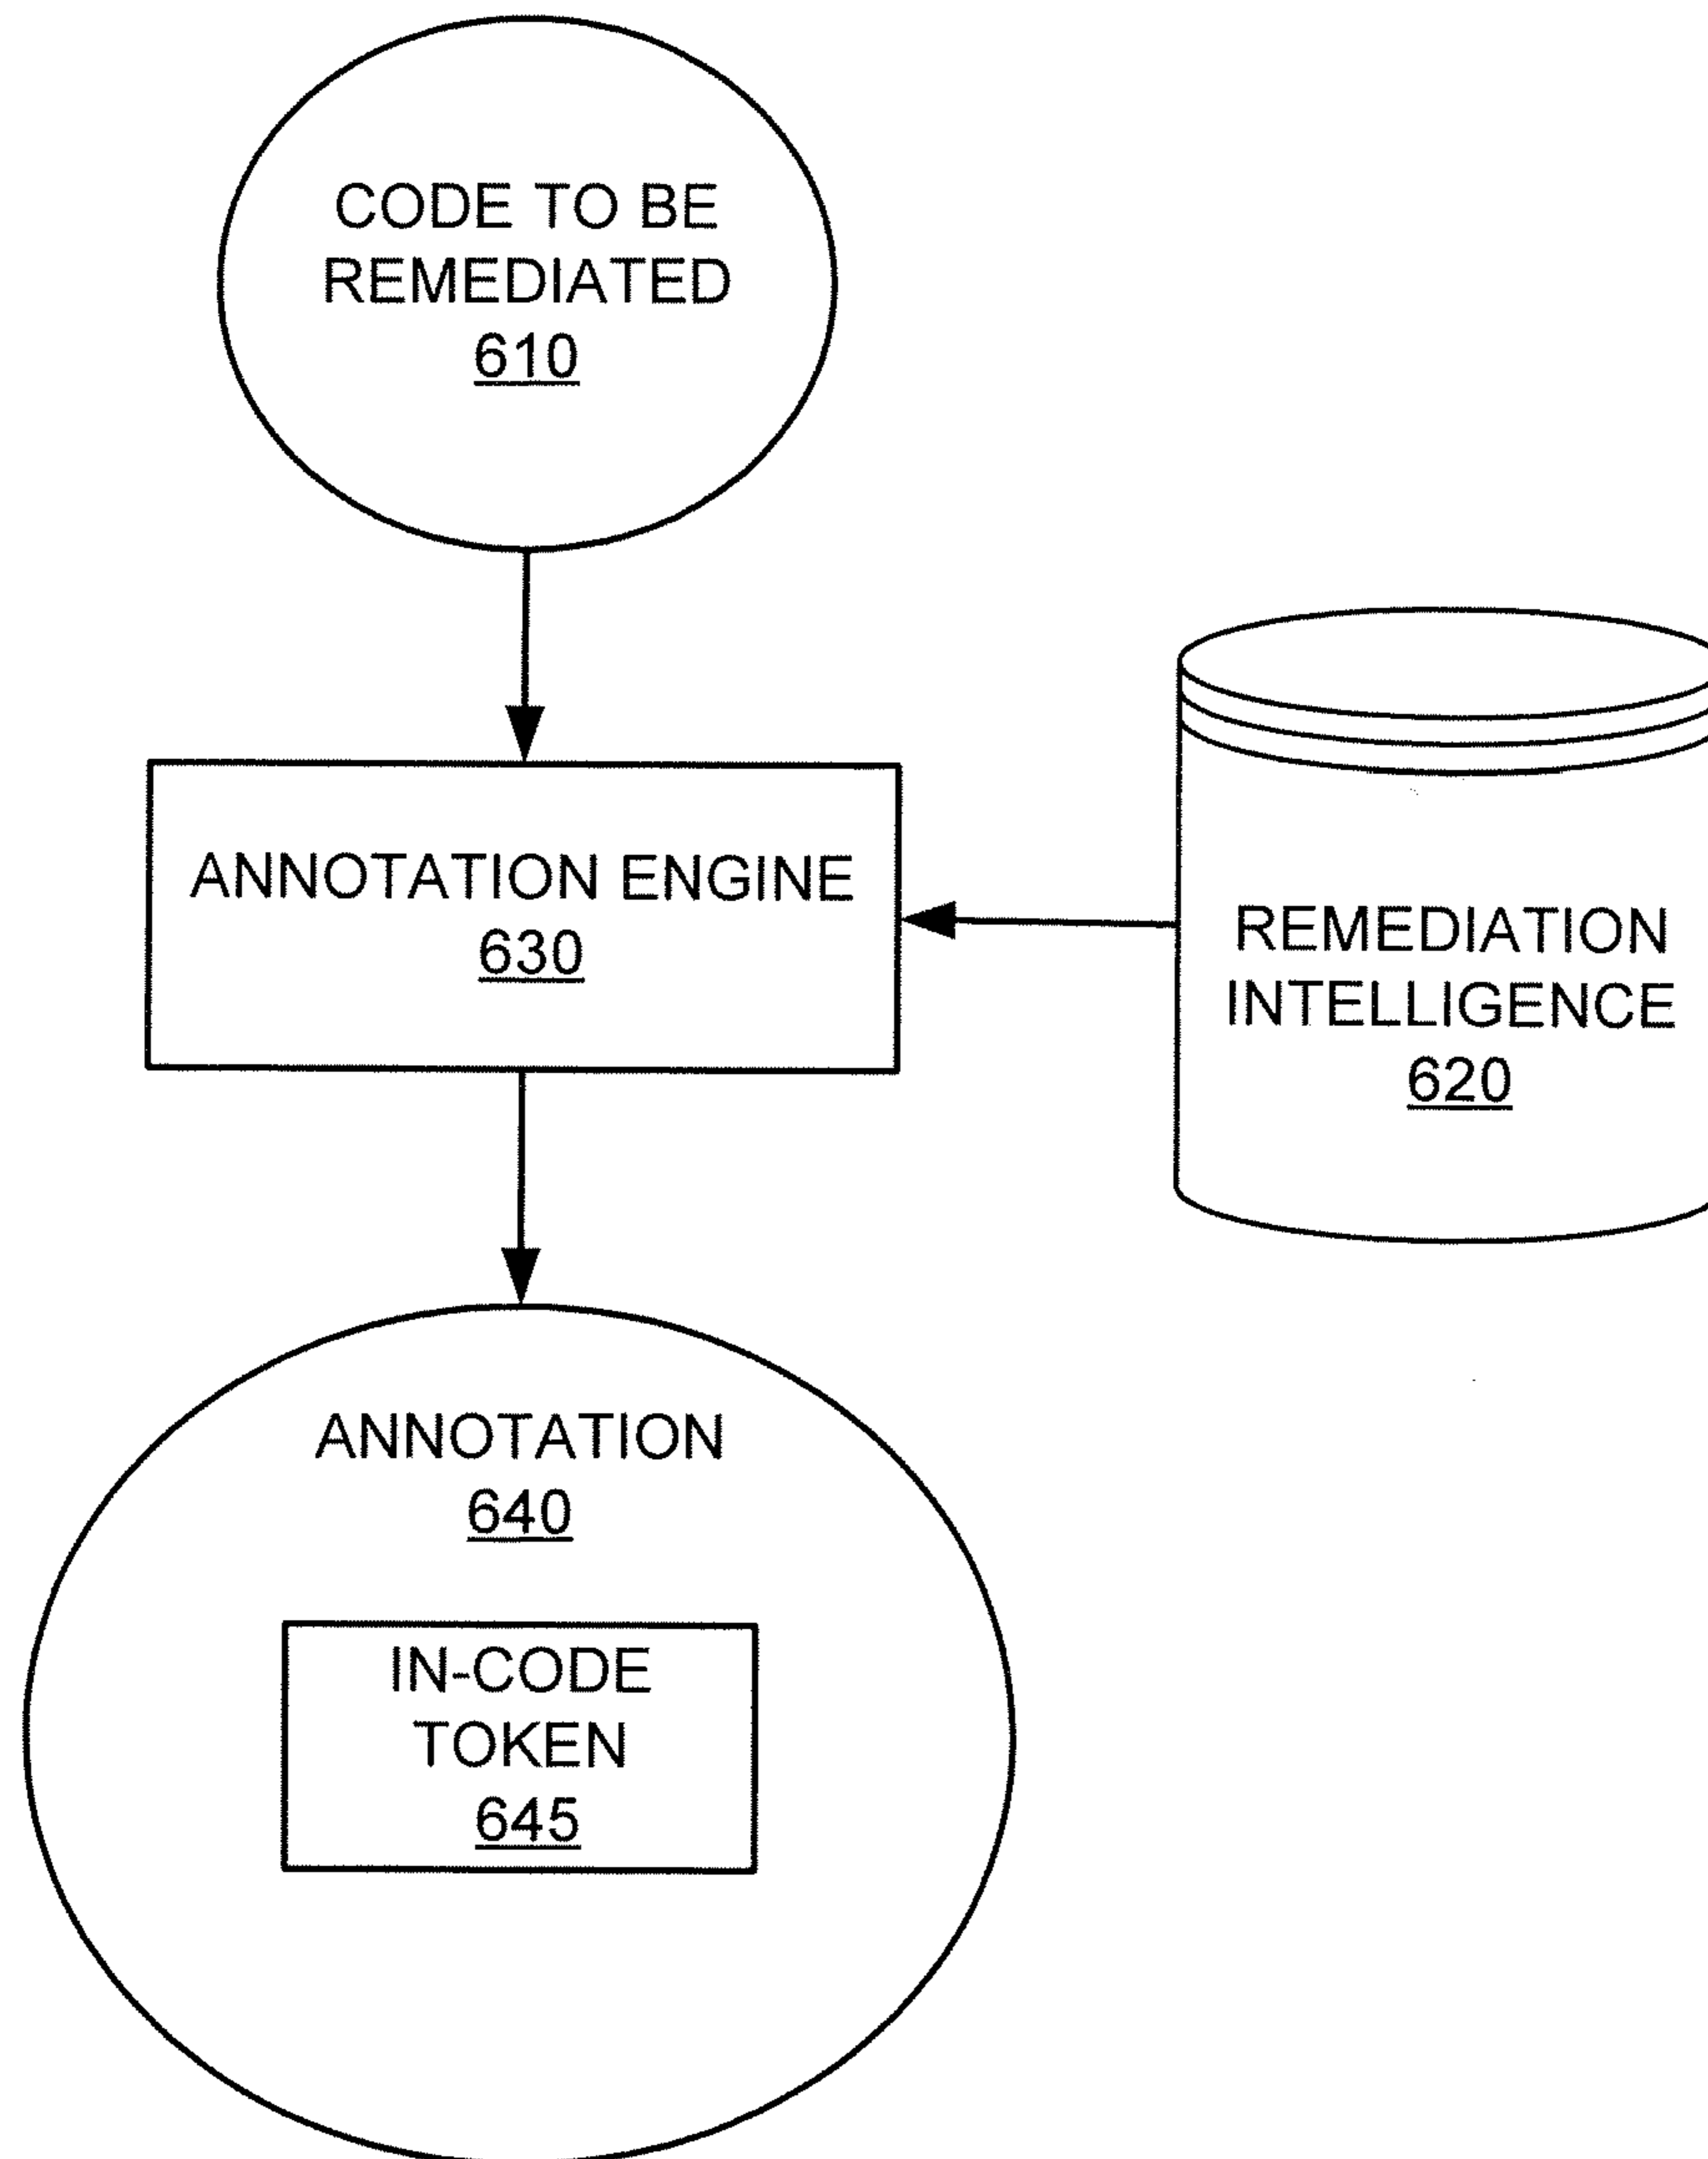 CODE TO BE
REMEDIATED
610
ANNOTATION ENGINE
630
REMEDIATION
INTELLIGENCE
620
ANNOTATION
640
IN-CODE
TOKEN
645